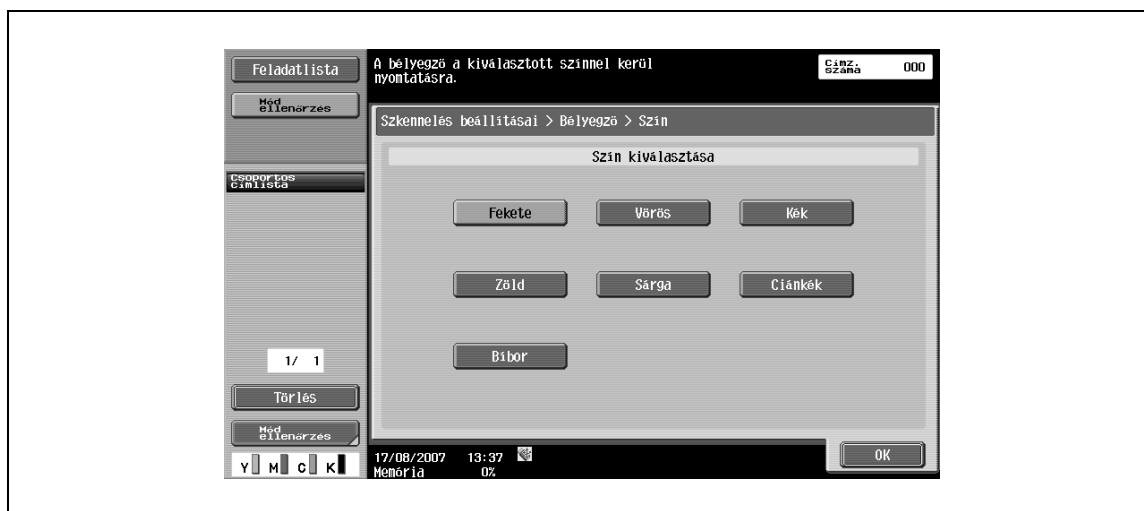 Feladatlista
Mód
ellenőrzés
Csoportos
címlista
1/ 1
Törlés
Mód
ellenőrzés
Y M C K
A bélyegző a kiválasztott színnel kerül
nyomtatásra.
Címz.
száma 000
Szkennelés beállításai > Bélyegző > Szín
Szín kiválasztása
Fekete Vörös Kék
Zöld Sárga Ciánkék
Bíbor
17/08/2007 13:37
Memória 0%
OK